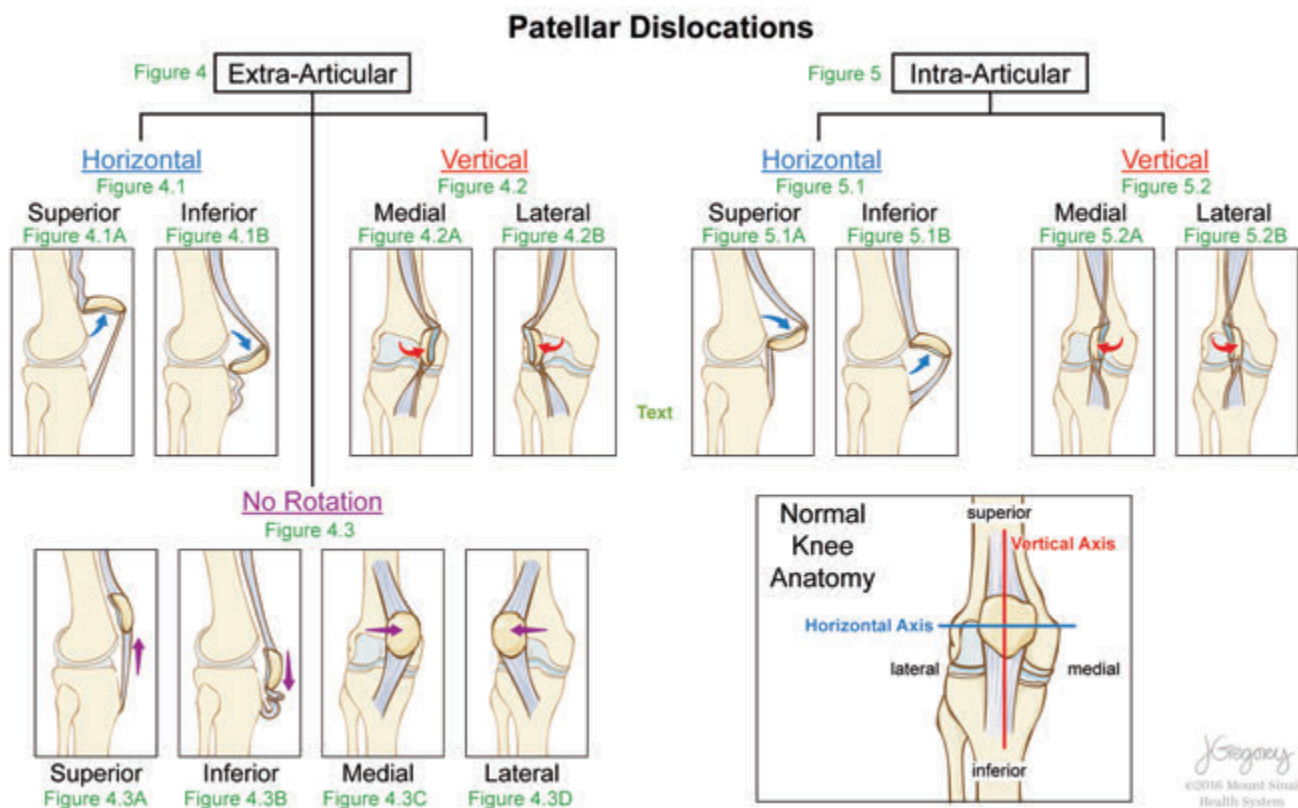 Patellar Dislocations
Figure 4
Extra-Articular
Horizontal
Figure 4.1
Superior
Figure 4.1A
Inferior
Figure 4.1B
Vertical
Figure 4.2
Medial
Figure 4.2A
Lateral
Figure 4.2B
No Rotation
Figure 4.3
Superior
Figure 4.3A
Inferior
Figure 4.3B
Medial
Figure 4.3C
Lateral
Figure 4.3D
Text
Figure 5
Intra-Articular
Horizontal
Figure 5.1
Superior
Figure 5.1A
Inferior
Figure 5.1B
Vertical
Figure 5.2
Medial
Figure 5.2A
Lateral
Figure 5.2B
Normal
Knee
Anatomy
superior
Vertical Axis
Horizontal Axis
lateral
medial
inferior
JGregory
©2016 Mount Sinai
Health System